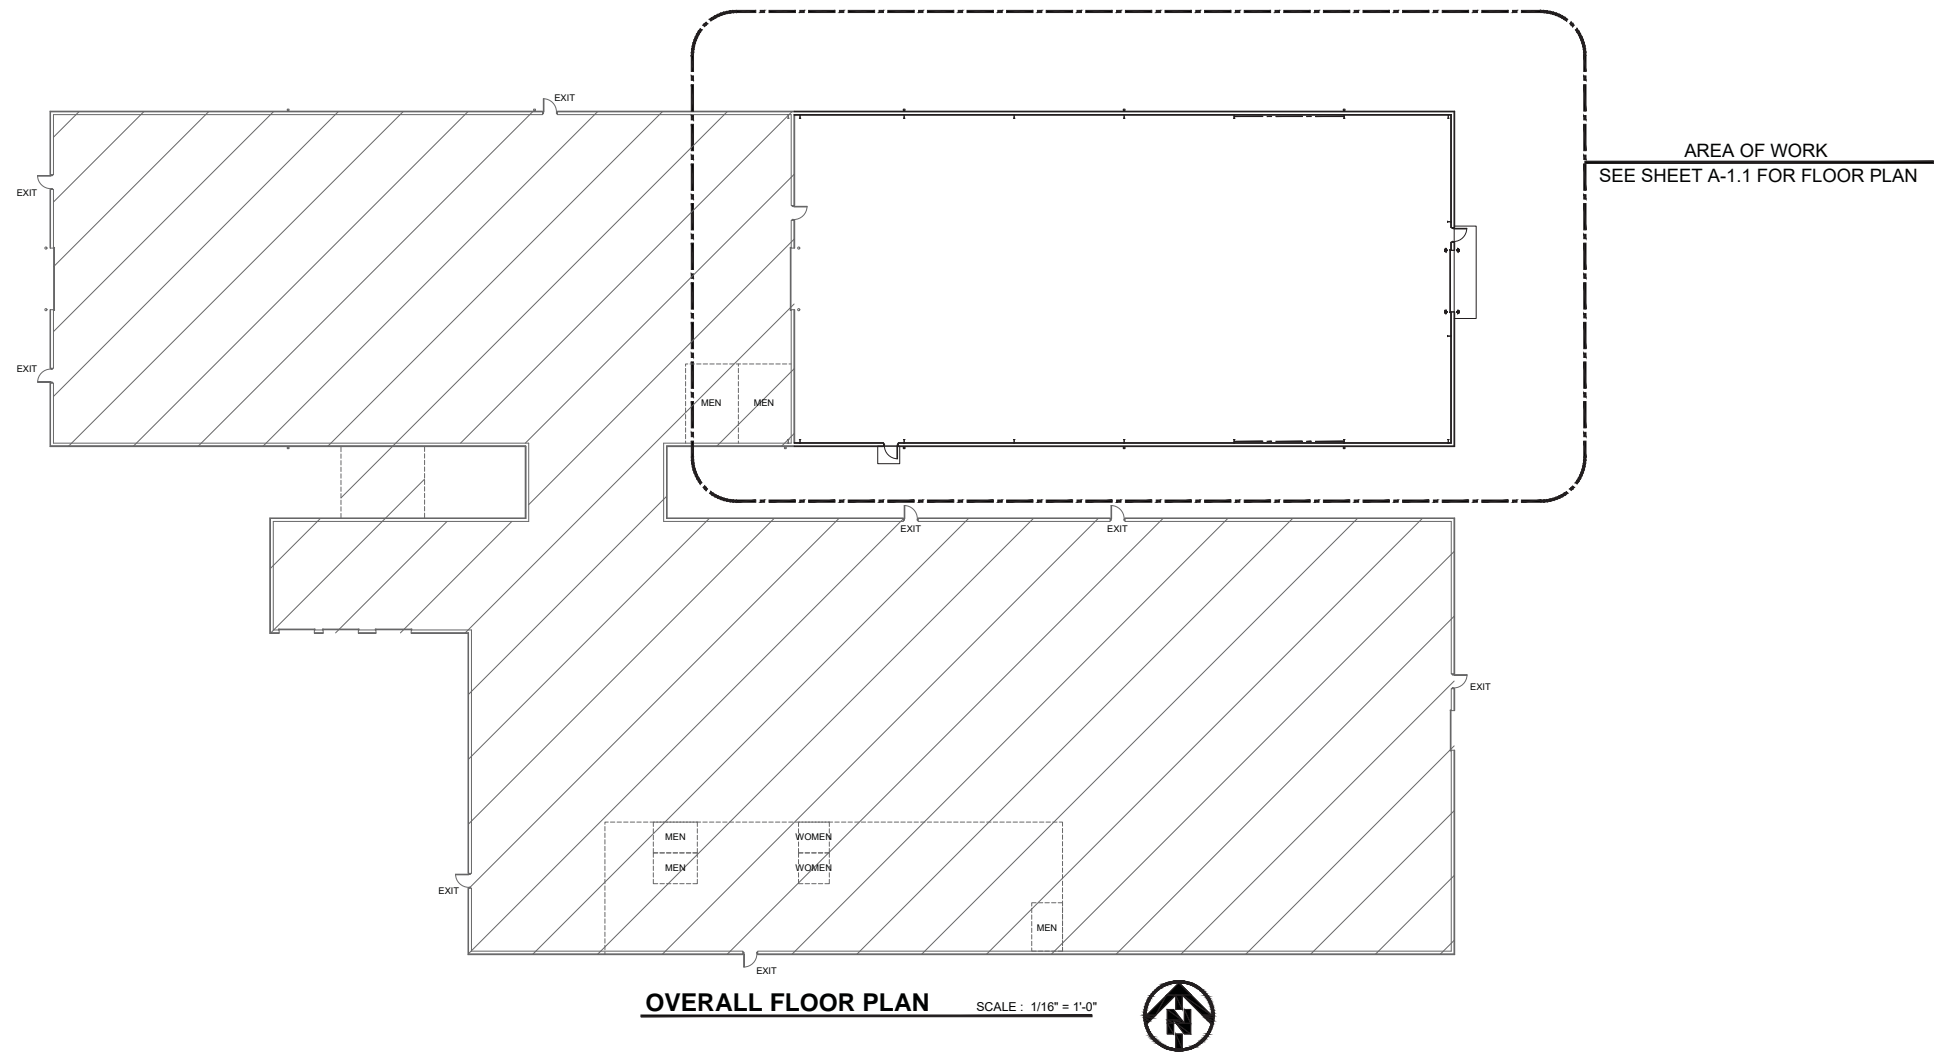 EXIT
AREA OF WORK
SEE SHEET A-1.1 FOR FLOOR PLAN
EXIT
EXIT
MEN MEN
EXIT EXIT
EXIT
MEN WOMEN
MEN WOMEN
EXIT
MEN
EXIT
OVERALL FLOOR PLAN SCALE : 1/16" = 1'-0"
N